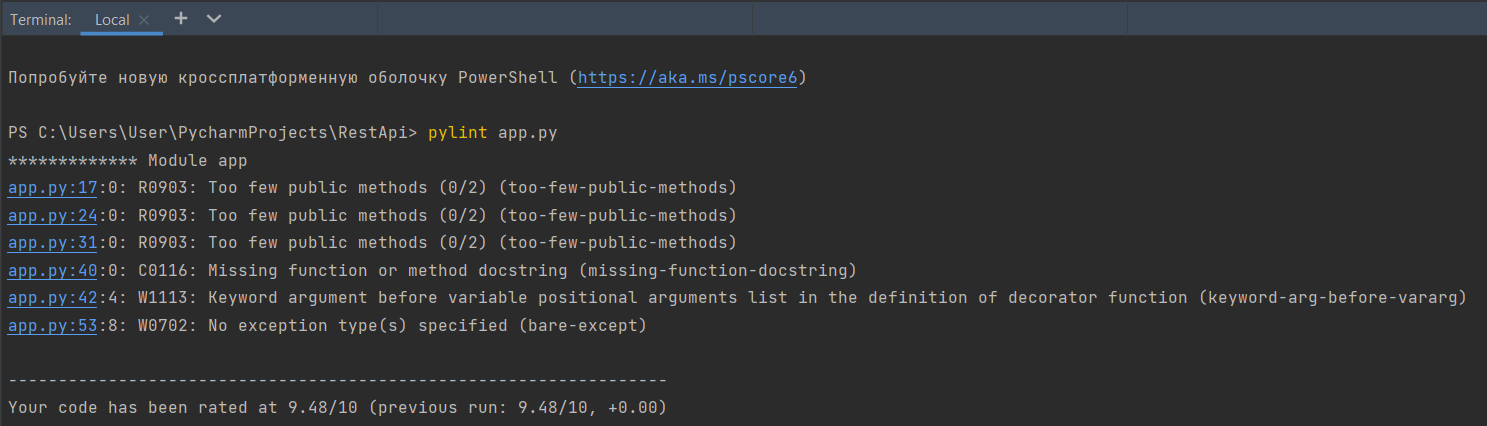 Terminal: Local × + 
Попробуйте новую кроссплатформенную оболочку PowerShell (https://aka.ms/pscore6)
PS C:\Users\User\PycharmProjects\RestApi> pylint app.py
************* Module app
app.py:17:0: R0903: Too few public methods (0/2) (too-few-public-methods)
app.py:24:0: R0903: Too few public methods (0/2) (too-few-public-methods)
app.py:31:0: R0903: Too few public methods (0/2) (too-few-public-methods)
app.py:40:0: C0116: Missing function or method docstring (missing-function-docstring)
app.py:42:4: W1113: Keyword argument before variable positional arguments list in the definition of decorator function (keyword-arg-before-vararg)
app.py:53:8: W0702: No exception type(s) specified (bare-except)
------------------------------------------------------------------
Your code has been rated at 9.48/10 (previous run: 9.48/10, +0.00)